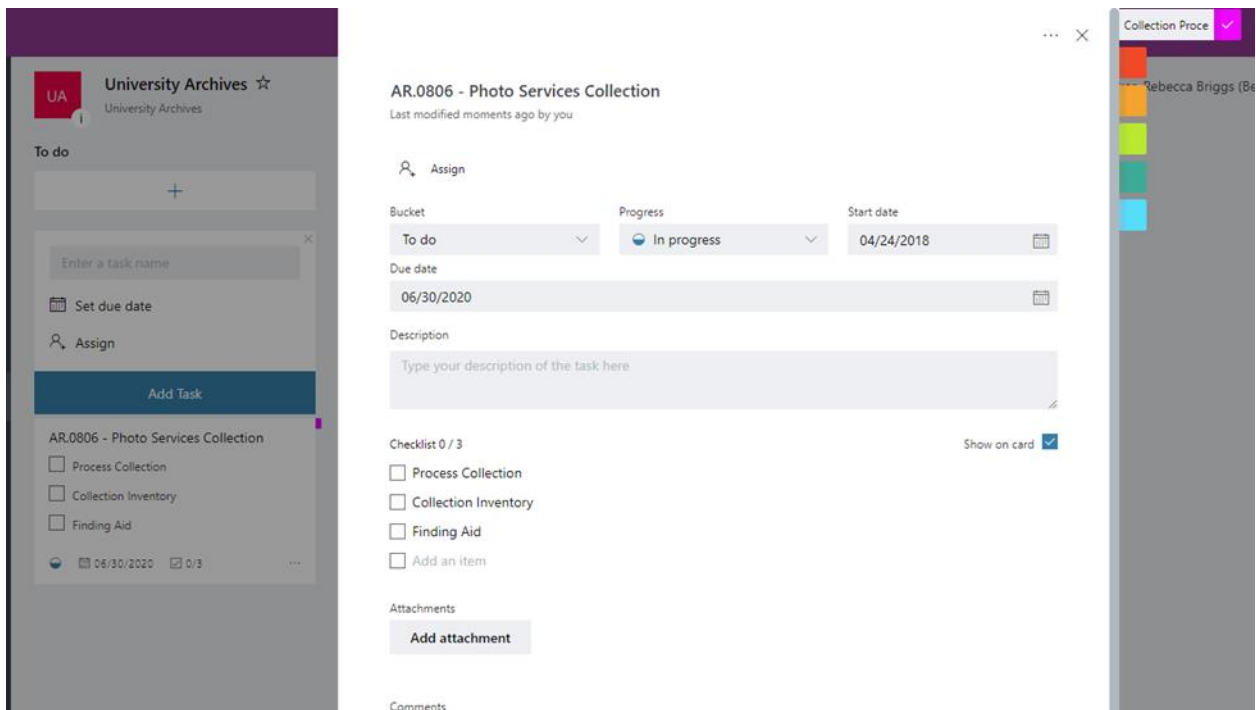 UA
University Archives
University Archives
To do
Enter a task name
Set due date
Assign
Add Task
AR.0806 - Photo Services Collection
Process Collection
Collection Inventory
Finding Aid
06/30/2020 0/3
AR.0806 - Photo Services Collection
Last modified moments ago by you
Assign
Bucket Progress Start date
To do In progress 04/24/2018
Due date
06/30/2020
Description
Type your description of the task here
Checklist 0 / 3 Show on card
Process Collection
Collection Inventory
Finding Aid
Add an item
Attachments
Add attachment
Comments
Collection Proce
Rebecca Briggs (Be